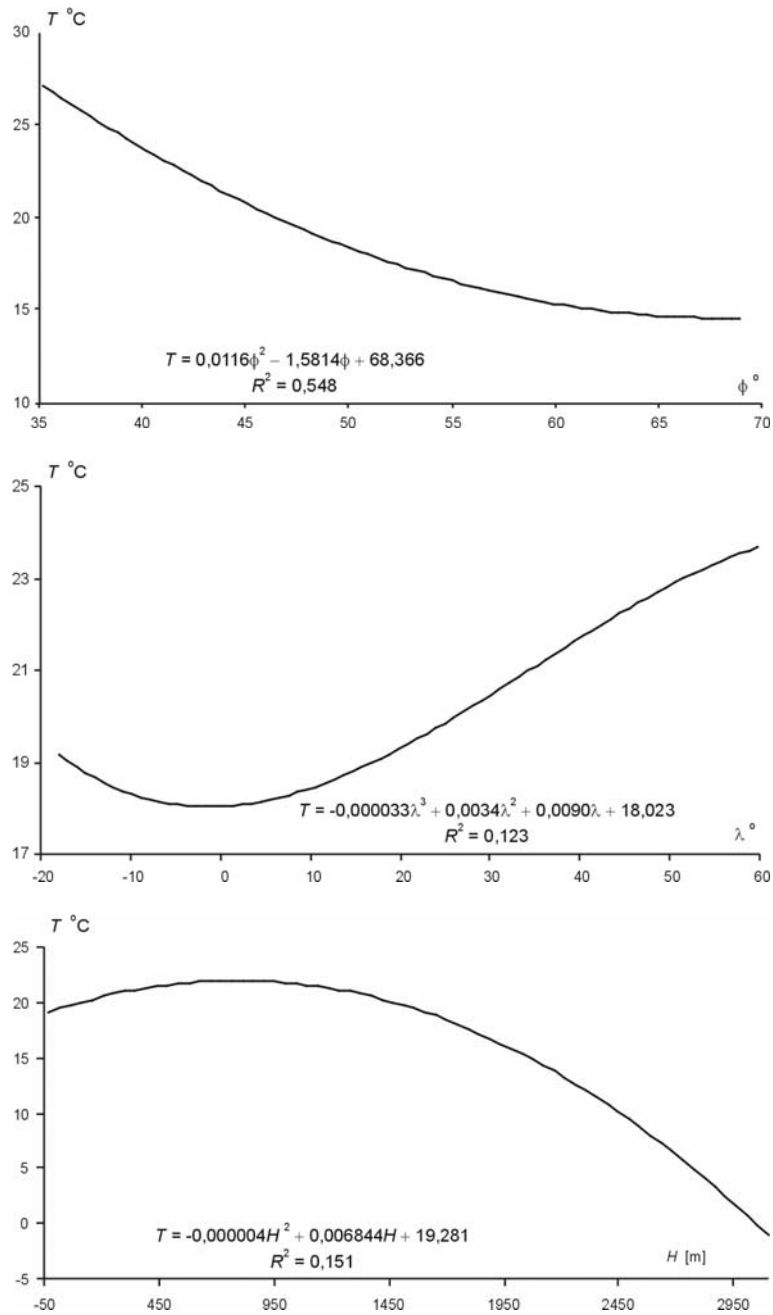 T °C
30
25
20
15
10
T = 0,0116ϕ² − 1,5814ϕ + 68,366
R² = 0,548
ϕ °
35 40 45 50 55 60 65 70
T °C
25
23
21
19
17
T = -0,000033λ³ + 0,0034λ² + 0,0090λ + 18,023
R² = 0,123
λ °
-20 -10 0 10 20 30 40 50 60
T °C
25
20
15
10
5
0
-5
T = -0,000004H² + 0,006844H + 19,281
R² = 0,151
H [m]
-50 450 950 1450 1950 2450 2950